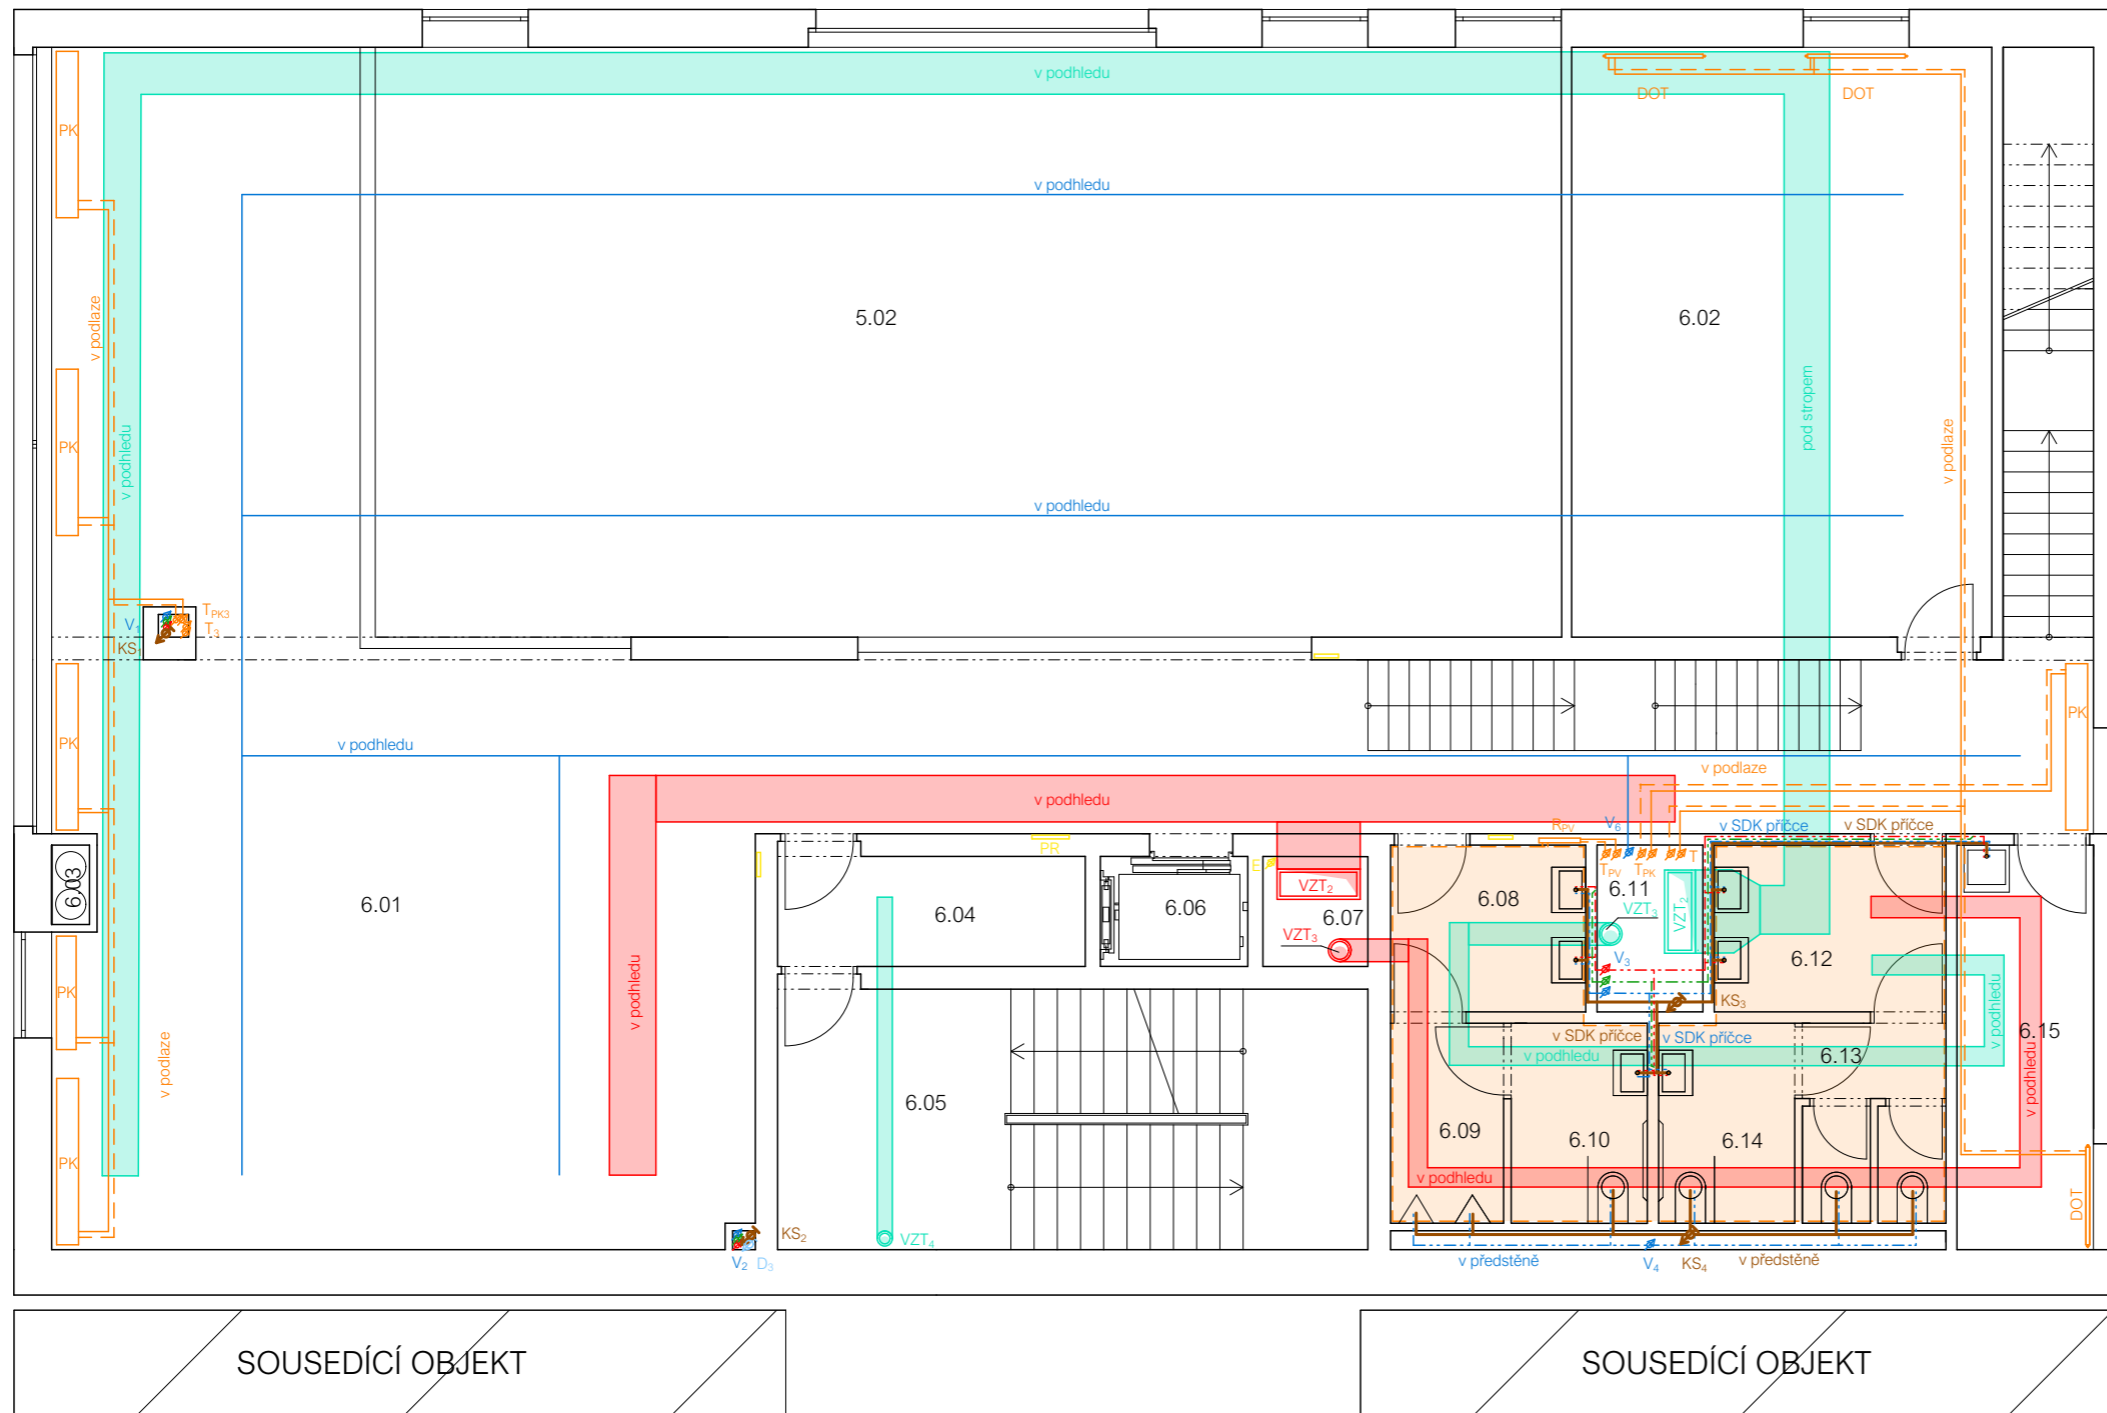 v podhledu
DOT
DOT
PK
v podhledu
5.02
6.02
v podlaze
pod stropem
v podhledu
PK
v podlaze
v podhledu
TPK3
V1
T3
KS1
PK
PK
v podhledu
v podlaze
v podhledu
RPV
V6
v SDK příčce
v SDK příčce
PR
E
TPV
TPK
T
6.03
6.01
6.04
6.06
VZT2
6.07
VZT3
6.08
6.11
VZT3
VZT2
V3
6.12
v podhledu
KS3
PK
v podlaze
v SDK příčce
v SDK příčce
v podhledu
6.13
v podhledu
6.15
v podhledu
6.05
6.09
6.10
6.14
PK
v podhledu
DOT
KS2
VZT4
V2
D3
v předstěně
V4
KS4
v předstěně
SOUSEDÍCÍ OBJEKT
SOUSEDÍCÍ OBJEKT